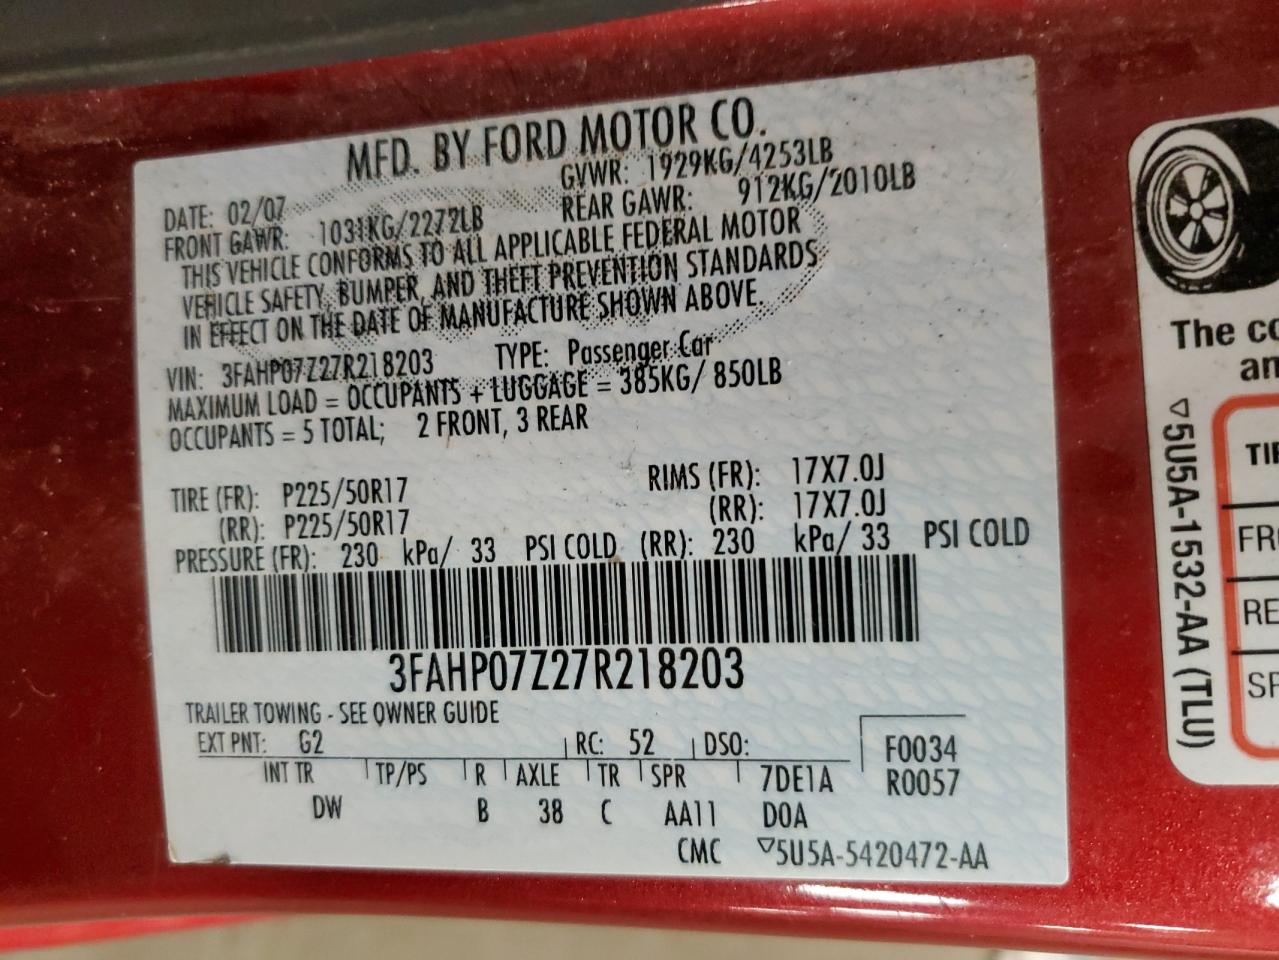 MFD. BY FORD MOTOR CO.
DATE: 02/07 GVWR: 1929KG/4253LB
FRONT GAWR: 1031KG/2272LB REAR GAWR: 912KG/2010LB
THIS VEHICLE CONFORMS TO ALL APPLICABLE FEDERAL MOTOR
VEHICLE SAFETY, BUMPER, AND THEFT PREVENTION STANDARDS
IN EFFECT ON THE DATE OF MANUFACTURE SHOWN ABOVE.
VIN: 3FAHP07Z27R218203 TYPE: Passenger Car
MAXIMUM LOAD = OCCUPANTS + LUGGAGE = 385KG/ 850LB
OCCUPANTS = 5 TOTAL; 2 FRONT, 3 REAR
TIRE (FR): P225/50R17 RIMS (FR): 17X7.0J
(RR): P225/50R17 (RR): 17X7.0J
PRESSURE (FR): 230 kPa/ 33 PSI COLD (RR): 230 kPa/ 33 PSI COLD
3FAHP07Z27R218203
TRAILER TOWING - SEE OWNER GUIDE
EXT PNT: G2 RC: 52 DSO: F0034
INT TR TP/PS R AXLE TR SPR 7DE1A R0057
DW B 38 C AA11 DOA
CMC ▽5U5A-5420472-AA
The co
an
▽5U5A-1532-AA (TLU)
TIR
FR
RE
SP